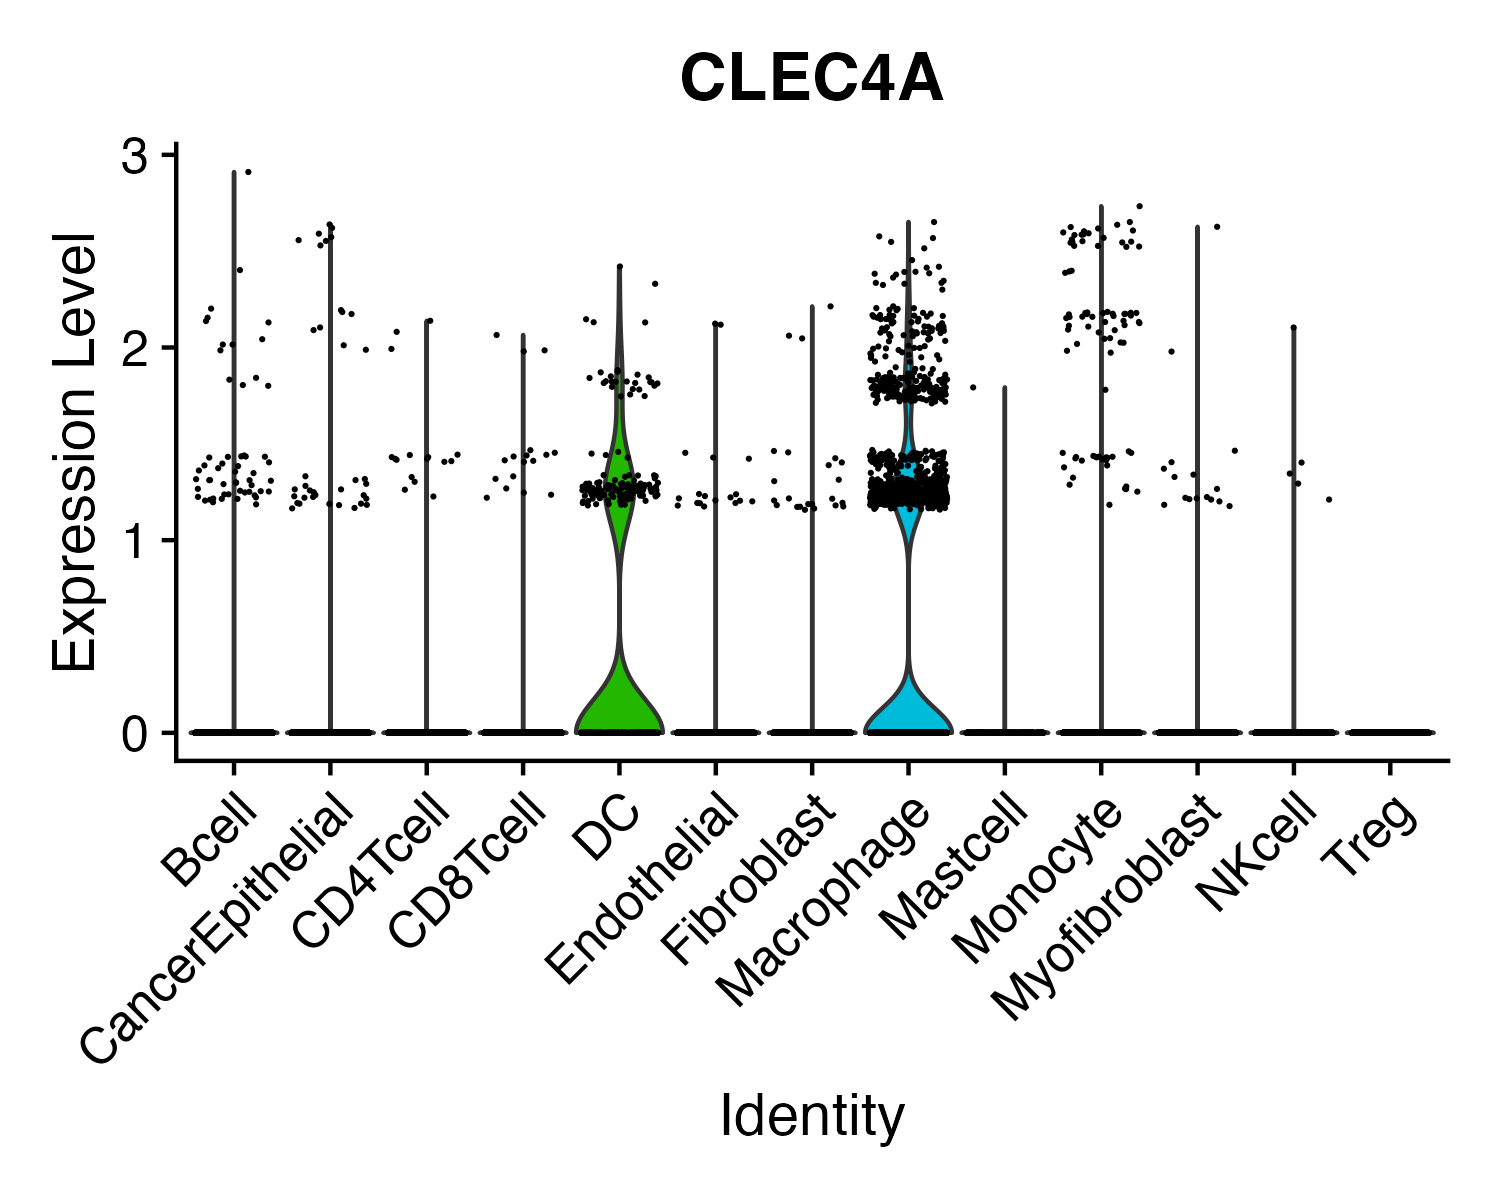 CLEC4A
Expression Level
3
2
1
0
Bcell
CancerEpithelial
CD4Tcell
CD8Tcell
DC
Endothelial
Fibroblast
Macrophage
Mastcell
Monocyte
Myofibroblast
NKcell
Treg
Identity